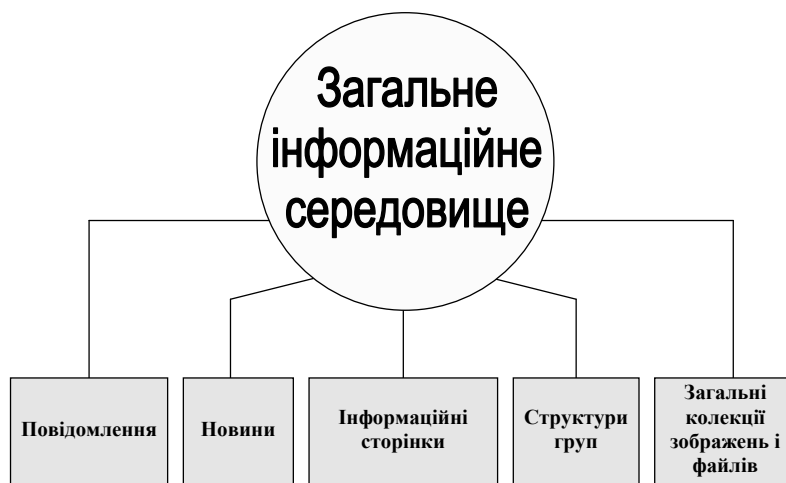 Загальне
інформаційне
середовище
Повідомлення
Новини
Інформаційні
сторінки
Структури
груп
Загальні
колекції
зображень і
файлів